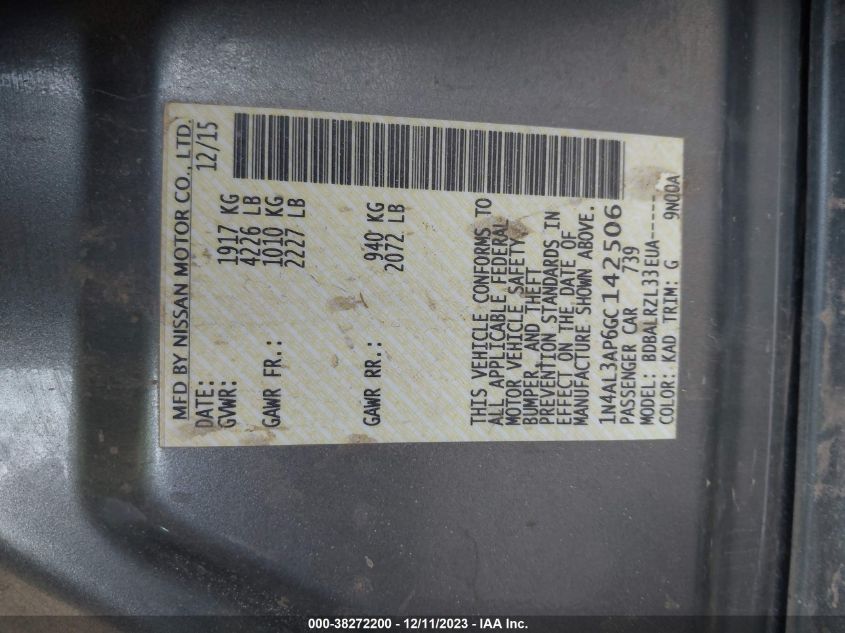 MFD BY NISSAN MOTOR CO., LTD.
DATE: 12/15
GVWR: 1917 KG
4226 LB
GAWR FR.: 1010 KG
2227 LB
GAWR RR.: 940 KG
2072 LB
THIS VEHICLE CONFORMS TO
ALL APPLICABLE FEDERAL
MOTOR VEHICLE SAFETY,
BUMPER, AND THEFT
PREVENTION STANDARDS IN
EFFECT ON THE DATE OF
MANUFACTURE SHOWN ABOVE.
1N4AL3AP6GC142506
PASSENGER CAR 739
MODEL: BDBALRZL33EUA-----
COLOR: KAD TRIM: G 9N00A
000-38272200 - 12/11/2023 - IAA Inc.